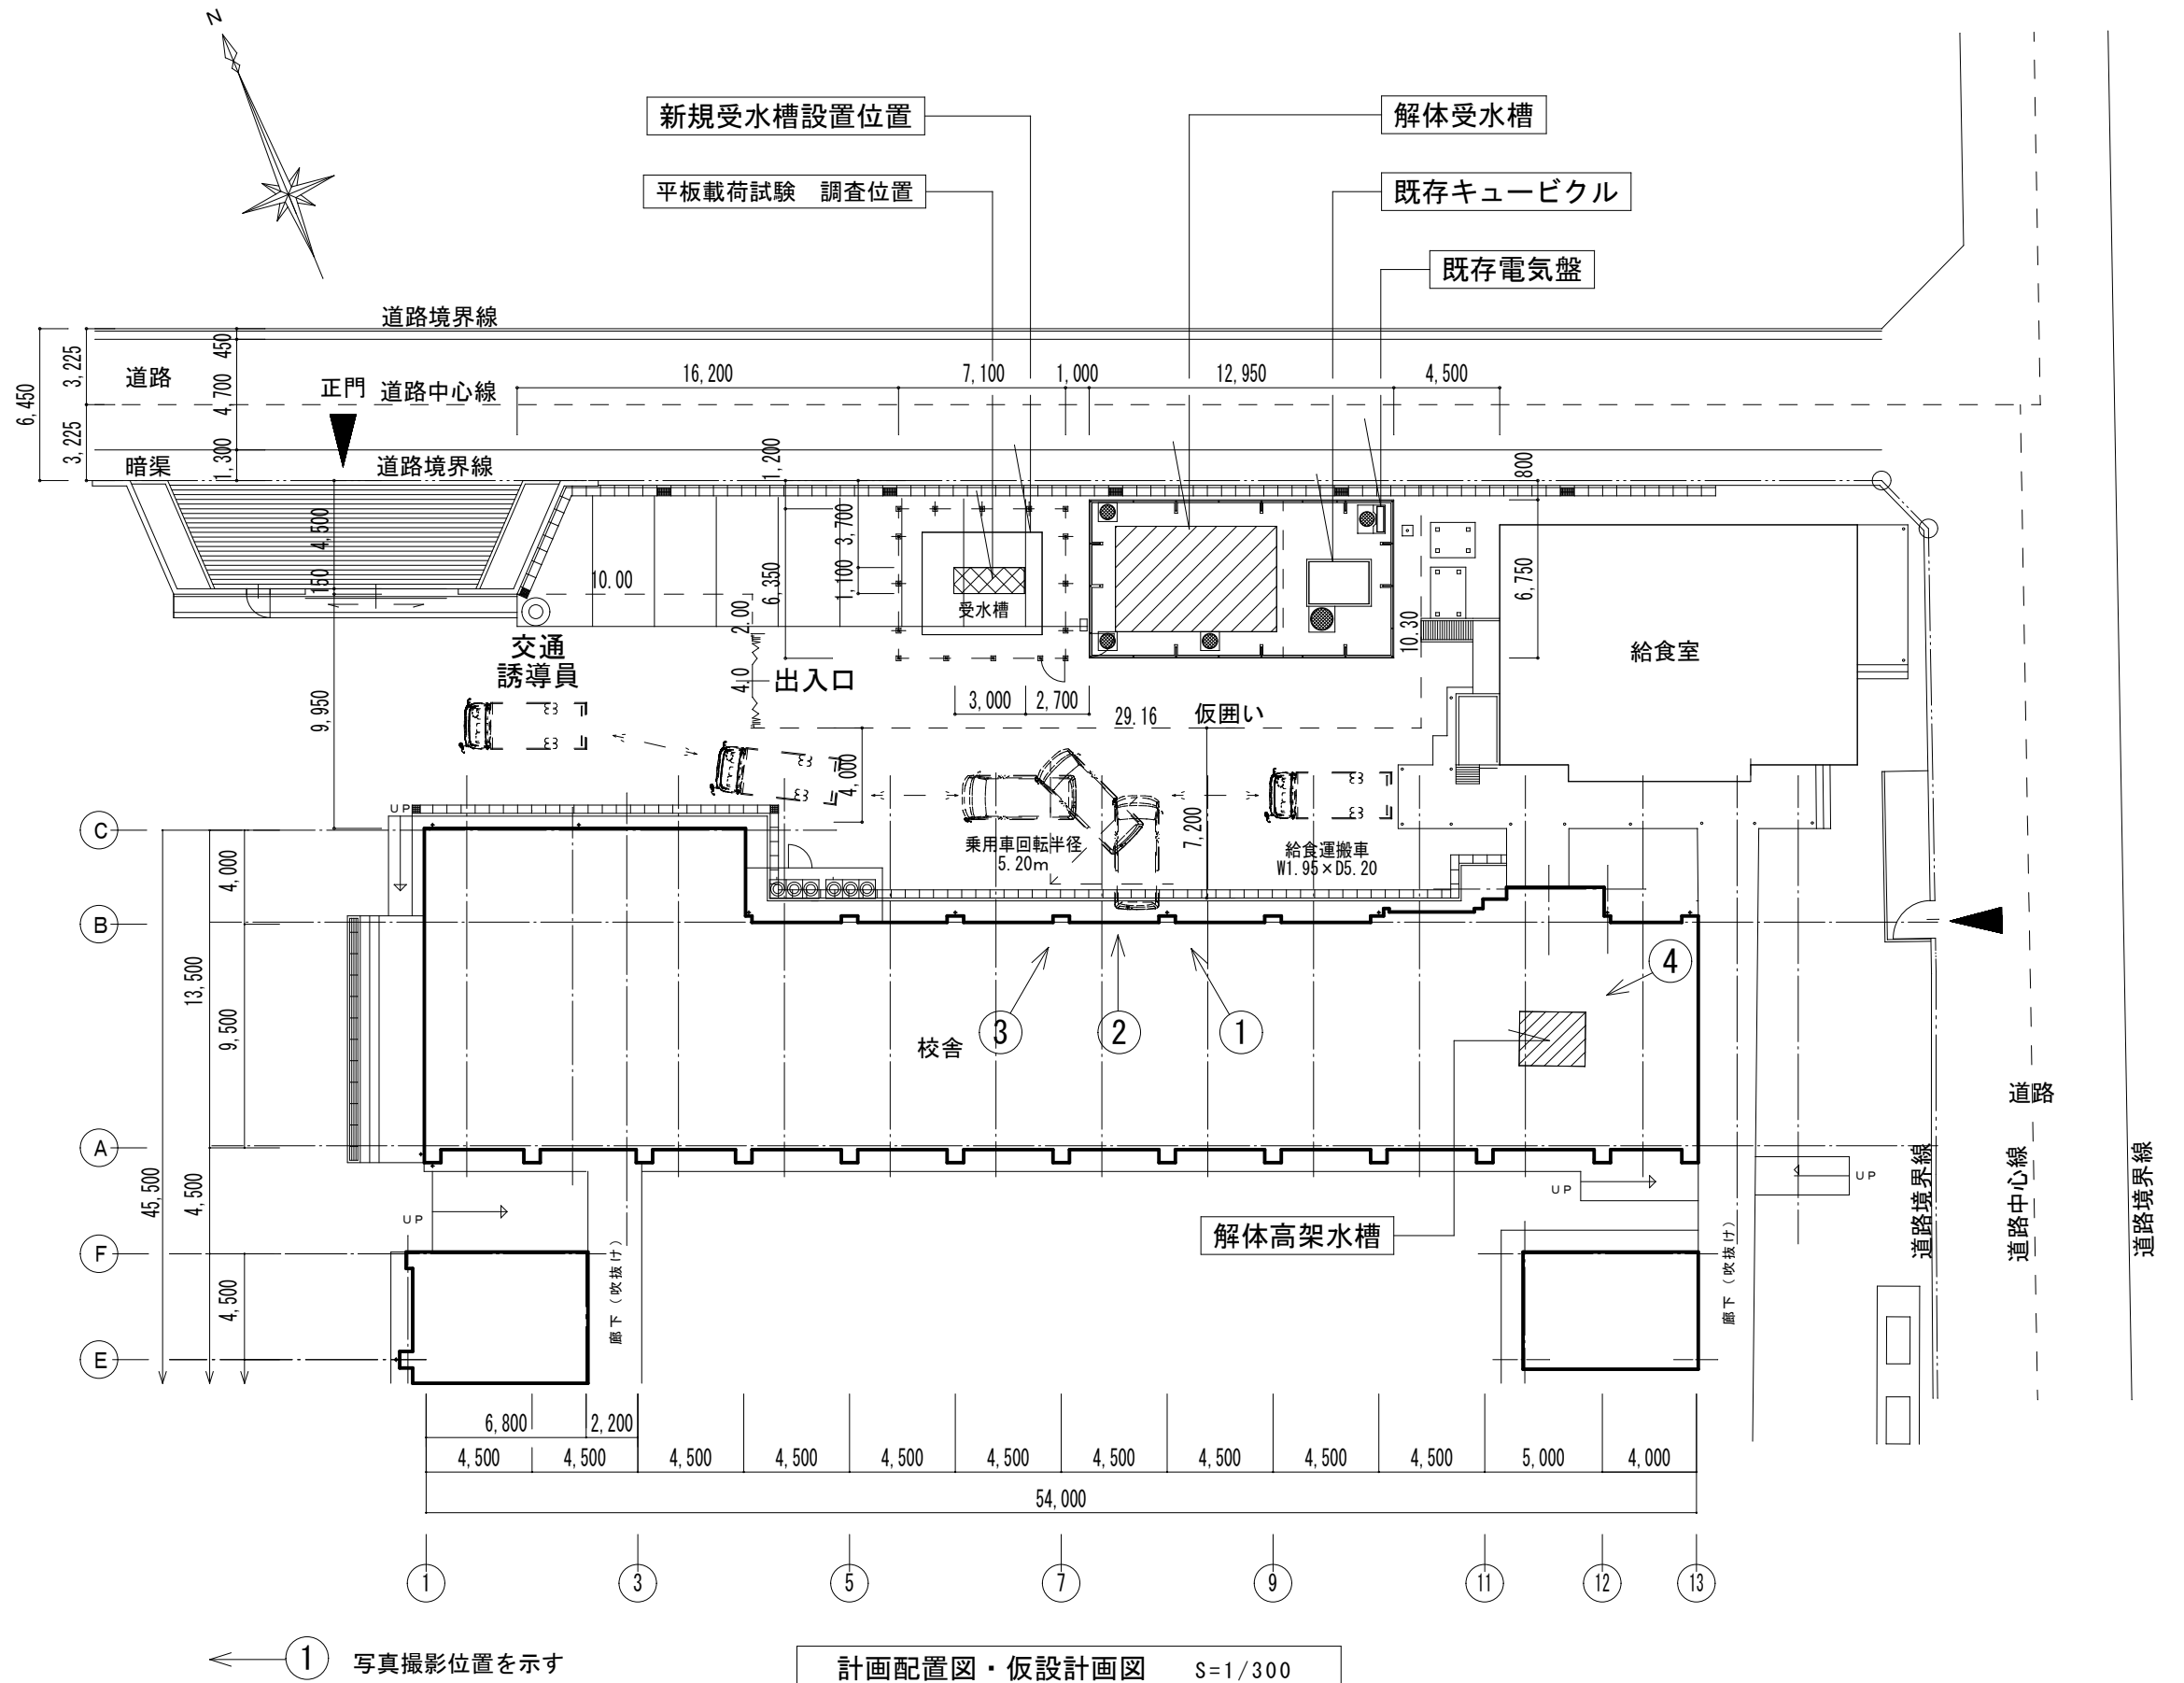 N
新規受水槽設置位置
解体受水槽
平板載荷試験　調査位置
既存キュービクル
既存電気盤
道路境界線
450
3,225
6,450
道路
4,700
正門
道路中心線
16,200
7,100
1,000
12,950
4,500
3,225
暗渠
1,300
道路境界線
1,200
800
4,500
150
10.00
3,700
6,350
1,100
2.00
受水槽
6,750
10.30
給食室
交通
誘導員
4.0
出入口
9,950
3,000
2,700
29.16
仮囲い
4,000
7,200
乗用車回転半径
5.20m
給食運搬車
W1.95×D5.20
UP
C
4,000
B
13,500
9,500
4
3
2
1
校舎
道路
A
45,500
4,500
UP
UP
UP
道路境界線
道路中心線
道路境界線
解体高架水槽
F
廊下（吹抜け）
廊下（吹抜け）
4,500
E
6,800
2,200
4,500
4,500
4,500
4,500
4,500
4,500
4,500
4,500
4,500
4,500
5,000
4,000
54,000
1
3
5
7
9
11
12
13
1
写真撮影位置を示す
計画配置図・仮設計画図　S=1/300